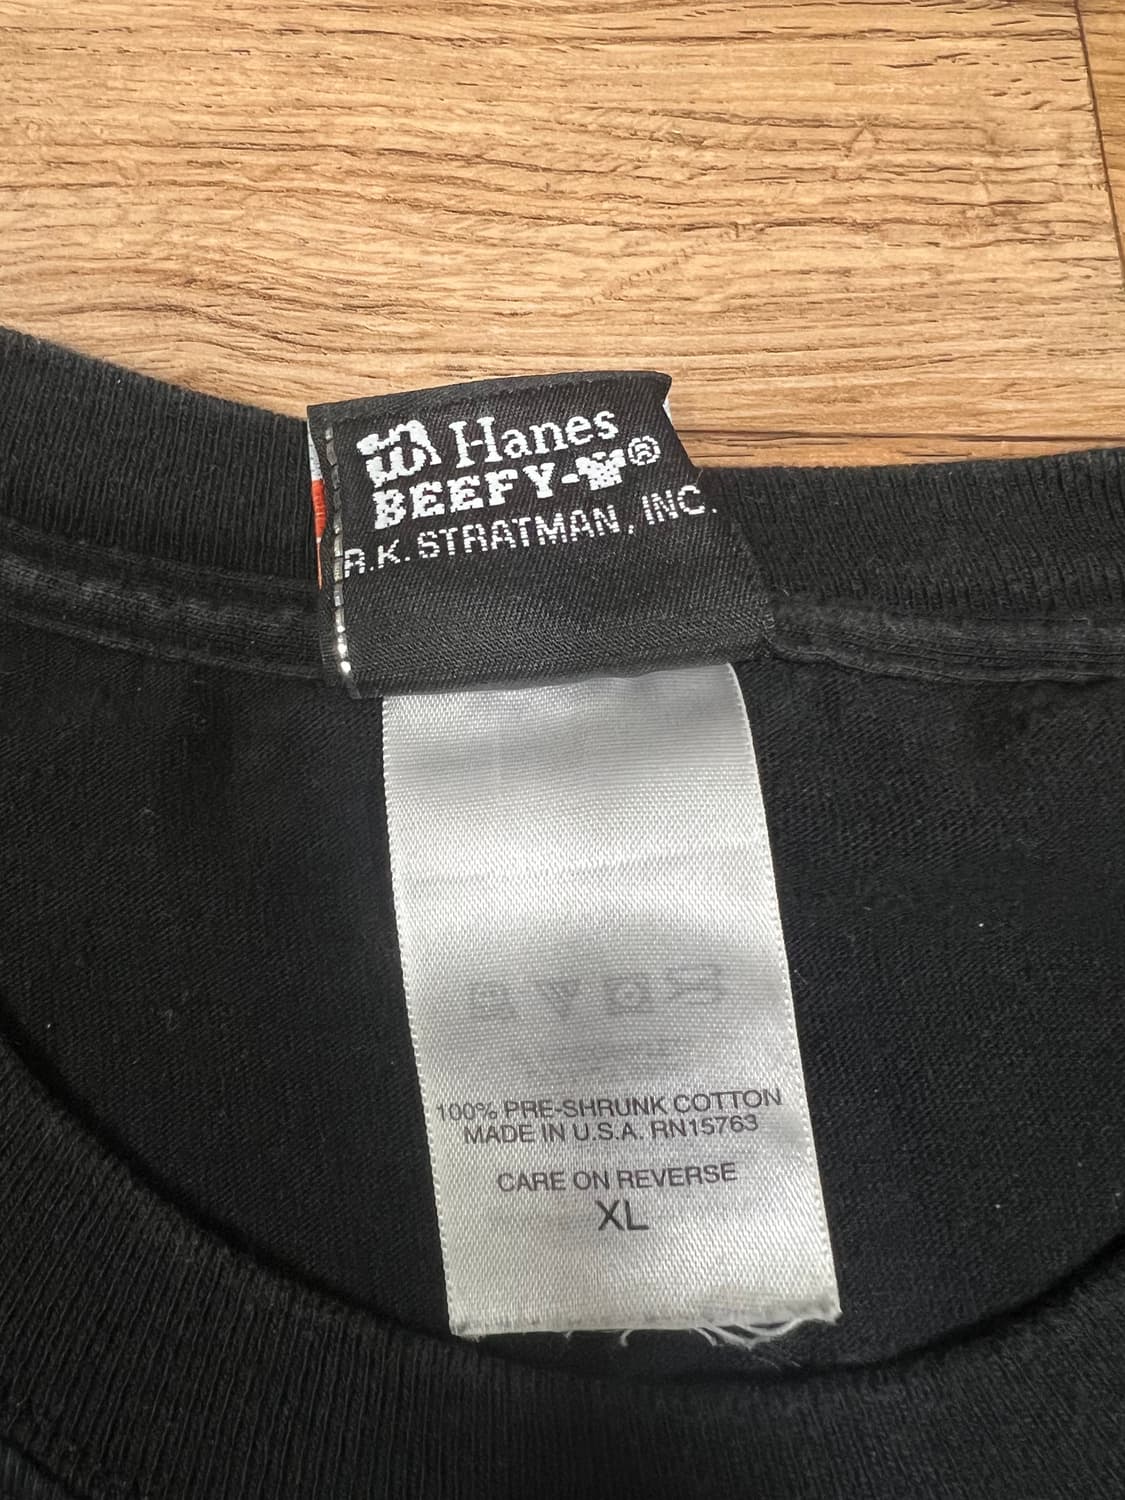 Hanes
BEEFY-T®
R.K. STRATMAN, INC.
100% PRE-SHRUNK COTTON
MADE IN U.S.A. RN15763
CARE ON REVERSE
XL